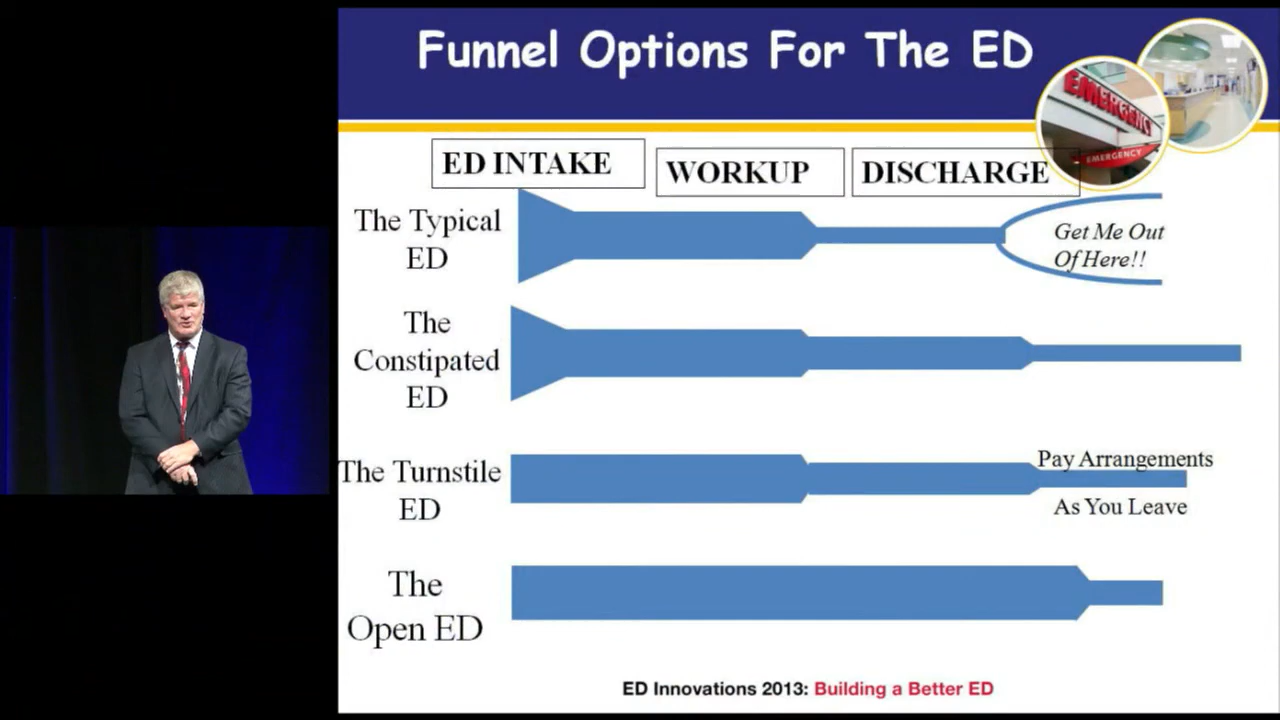 Funnel Options For The ED
EMERGENCY
EMERGENCY
ED INTAKE
WORKUP
DISCHARGE
The Typical
ED
Get Me Out
Of Here!!
The
Constipated
ED
The Turnstile
ED
Pay Arrangements
As You Leave
The
Open ED
ED Innovations 2013: Building a Better ED